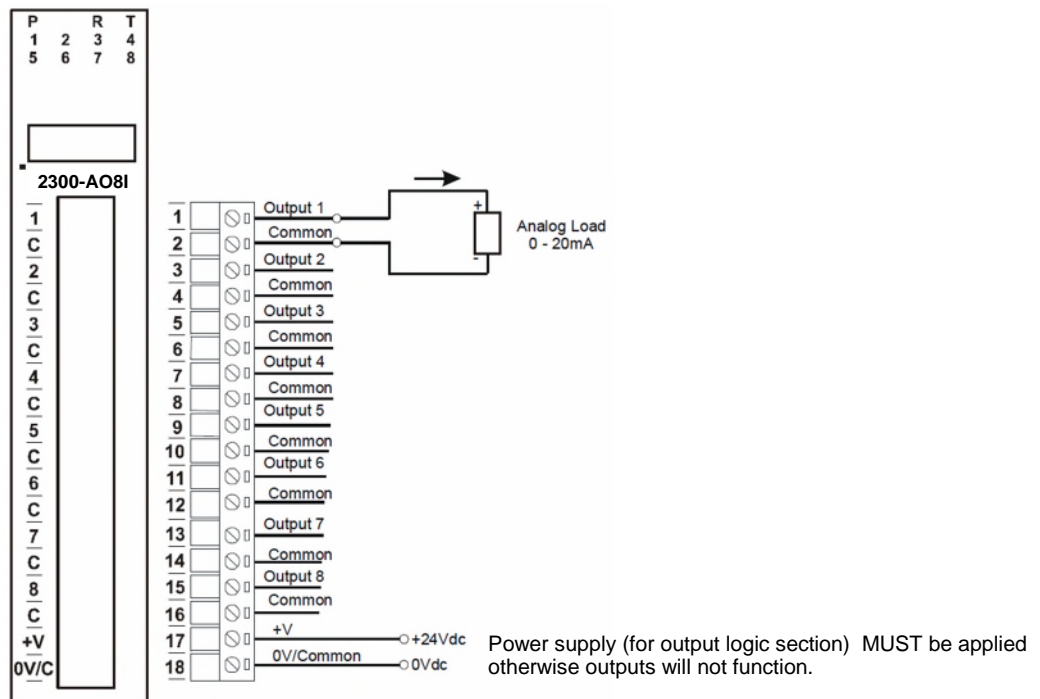 P R T
1 2 3 4
5 6 7 8
2300-AO8I
1
C
2
C
3
C
4
C
5
C
6
C
7
C
8
C
+V
0V/C
1 Output 1
2 Common
3 Output 2
4 Common
5 Output 3
6 Common
7 Output 4
8 Common
9 Output 5
10 Common
11 Output 6
12 Common
13 Output 7
14 Common
15 Output 8
16 Common
17 +V +24Vdc
18 0V/Common 0Vdc
+
-
Analog Load
0 - 20mA
Power supply (for output logic section) MUST be applied
otherwise outputs will not function.